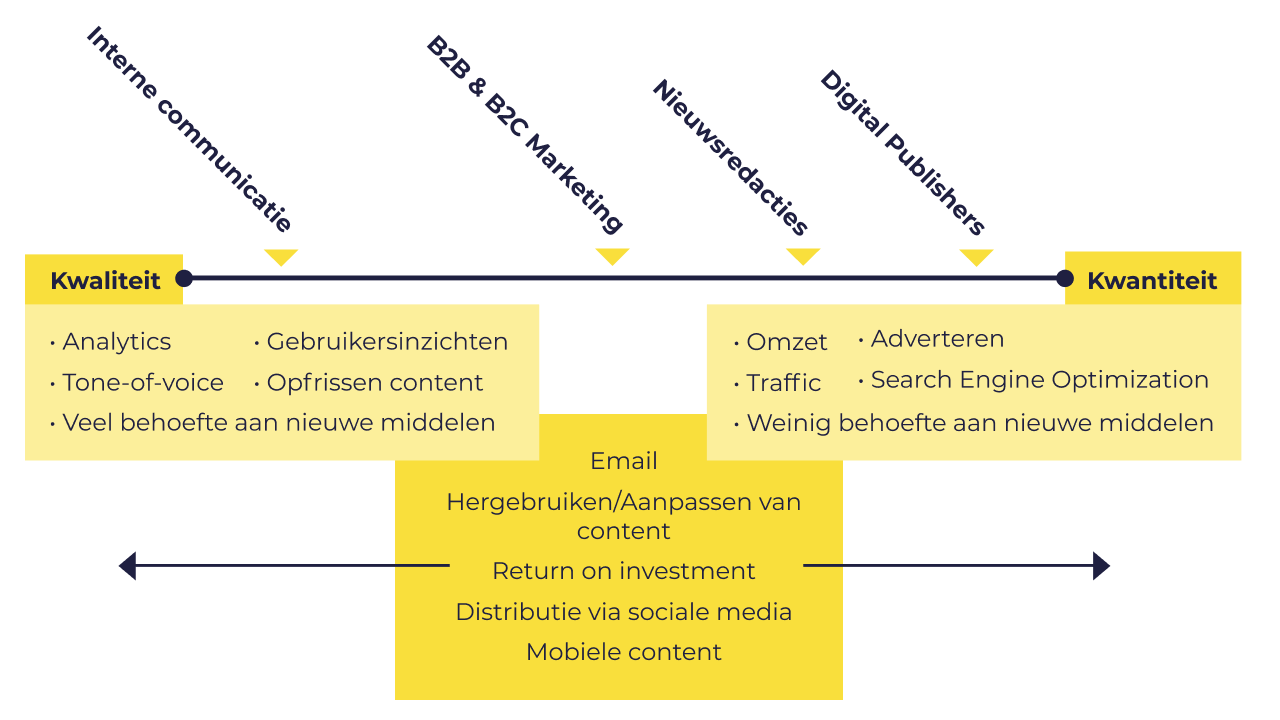 Interne communicatie
B2B & B2C Marketing
Nieuwsredacties
Digital Publishers
Kwaliteit
Kwantiteit
• Analytics
• Gebruikersinzichten
• Tone-of-voice
• Opfrissen content
• Veel behoefte aan nieuwe middelen
• Omzet
• Adverteren
• Traffic
• Search Engine Optimization
• Weinig behoefte aan nieuwe middelen
Email
Hergebruiken/Aanpassen van
content
Return on investment
Distributie via sociale media
Mobiele content